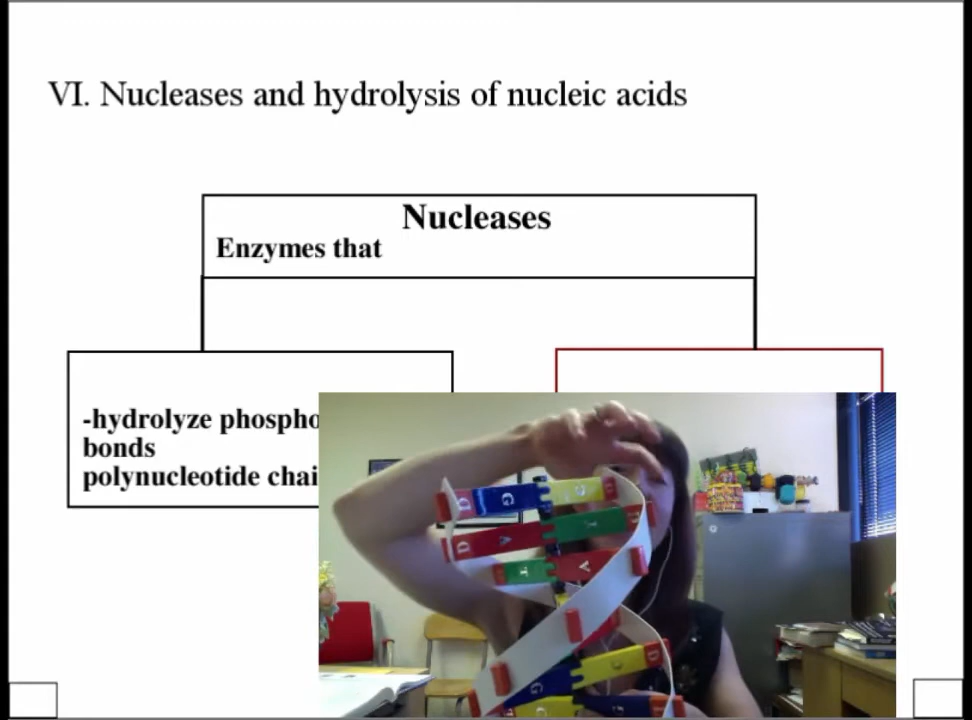 VI. Nucleases and hydrolysis of nucleic acids
Nucleases
Enzymes that
-hydrolyze phospho
bonds
polynucleotide chai
G
A
T
A
D
G
D